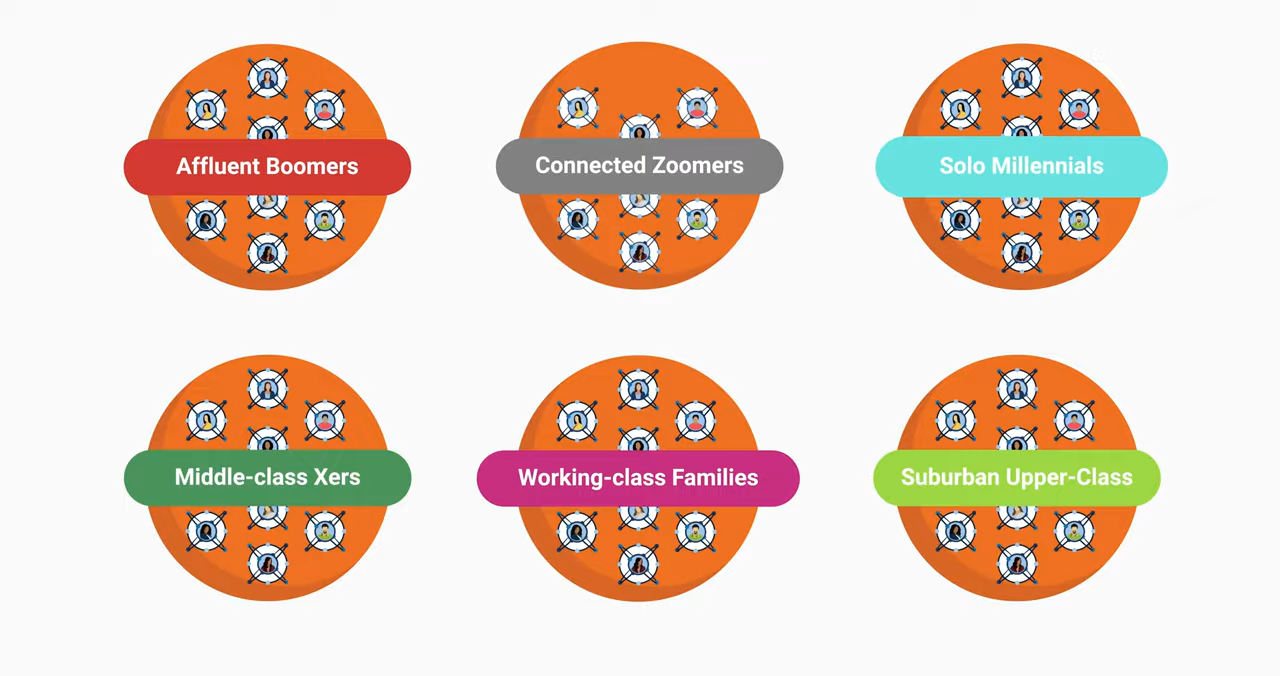 Affluent Boomers
Connected Zoomers
Solo Millennials
Middle-class Xers
Working-class Families
Suburban Upper-Class